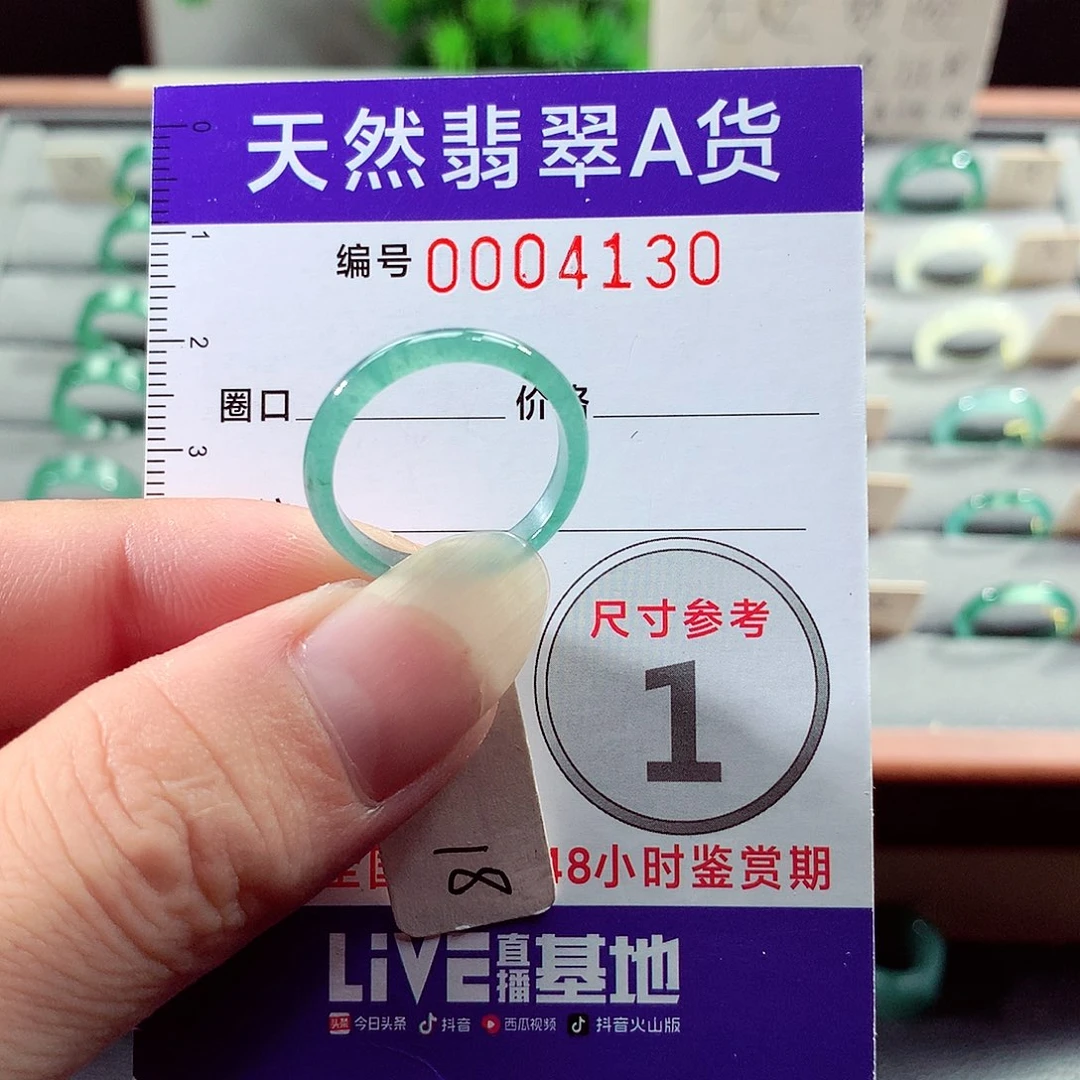 天然翡翠A货
0
1
2
3
编号 0004130
圈口 价格
尺寸参考
1
18
48小时鉴赏期
LiVE直播基地
头条 今日头条 抖音 西瓜视频 抖音火山版